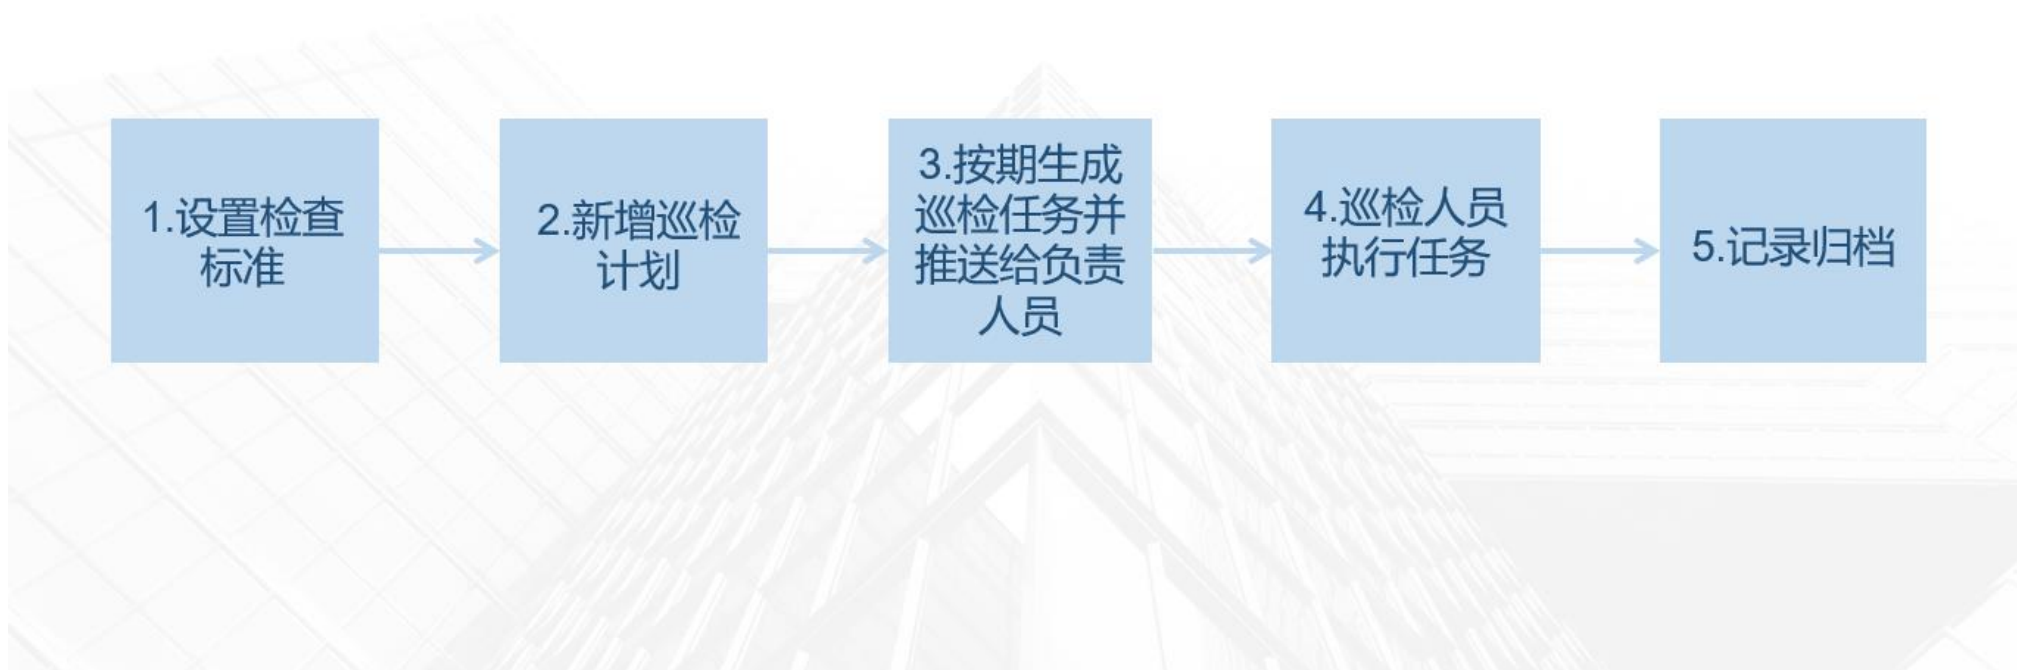 1.设置检查
标准
2.新增巡检
计划
3.按期生成
巡检任务并
推送给负责
人员
4.巡检人员
执行任务
5.记录归档